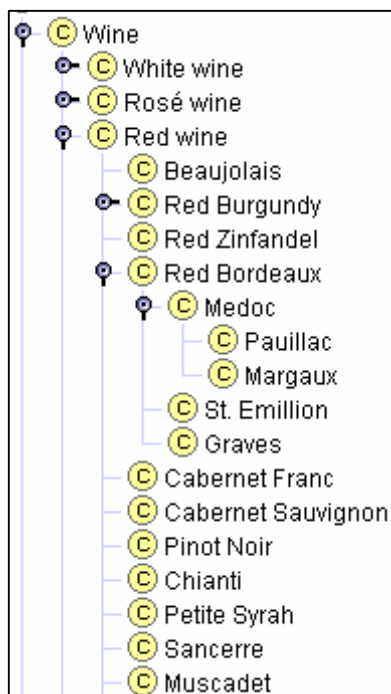 C Wine
C White wine
C Rosé wine
C Red wine
C Beaujolais
C Red Burgundy
C Red Zinfandel
C Red Bordeaux
C Medoc
C Pauillac
C Margaux
C St. Emillion
C Graves
C Cabernet Franc
C Cabernet Sauvignon
C Pinot Noir
C Chianti
C Petite Syrah
C Sancerre
C Muscadet